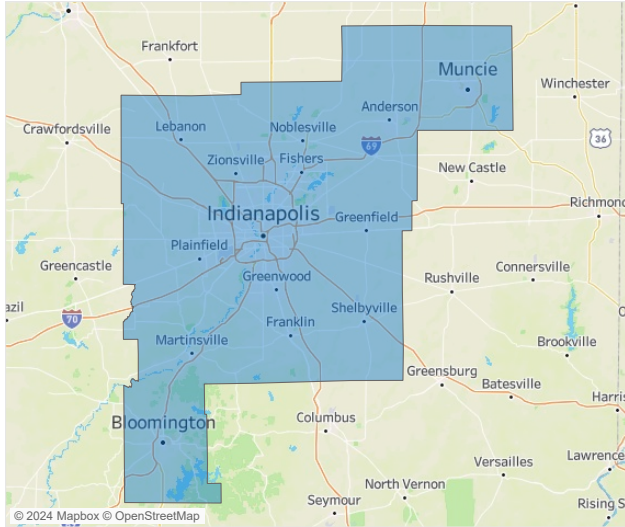 Frankfort
Muncie
Winchester
Anderson
Crawfordsville
Lebanon
Noblesville
36
69
Zionsville
Fishers
New Castle
Richmon
Indianapolis
Greenfield
Plainfield
Greencastle
Greenwood
Connersville
Rushville
azil
70
Shelbyville
Franklin
Martinsville
Brookville
Greensburg
Batesville
Harris
Bloomington
Columbus
Lawrence
Versailles
North Vernon
Seymour
Rising S
© 2024 Mapbox © OpenStreetMap